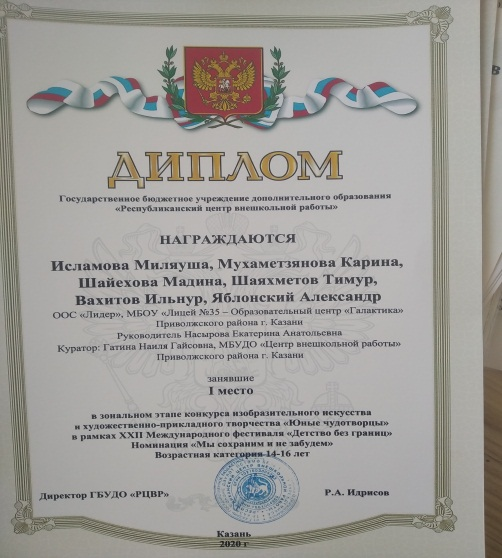 ДИПЛОМ
Государственное бюджетное учреждение дополнительного образования
«Республиканский центр внешкольной работы»
НАГРАЖДАЮТСЯ
Исламова Миляуша, Мухаметзянова Карина,
Шайехова Мадина, Шаяхметов Тимур,
Вахитов Ильнур, Яблонский Александр
ООС «Лидер», МБОУ «Лицей №35 – Образовательный центр «Галактика»
Приволжского района г. Казани
Руководитель Насырова Екатерина Анатольевна
Куратор: Гатина Наиля Гайсовна, МБУДО «Центр внешкольной работы»
Приволжского района г. Казани
занявшие
I место
в зональном этапе конкурса изобразительного искусства
и художественно-прикладного творчества «Юные чудотворцы»
в рамках XXII Международного фестиваля «Детство без границ»
Номинация «Мы сохраним и не забудем»
Возрастная категория 14-16 лет
Директор ГБУДО «РЦВР» Р.А. Идрисов
Казань
2020 г